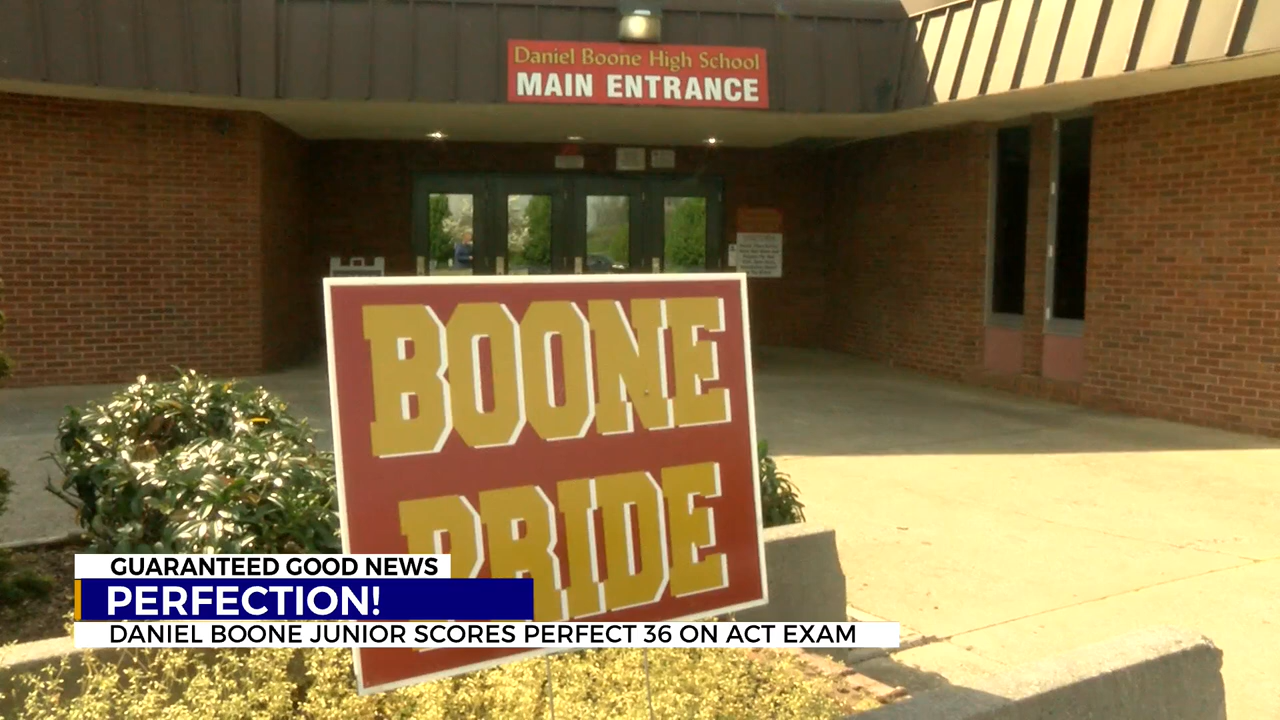 Daniel Boone High School
MAIN ENTRANCE
BOONE
PRIDE
GUARANTEED GOOD NEWS
PERFECTION!
DANIEL BOONE JUNIOR SCORES PERFECT 36 ON ACT EXAM